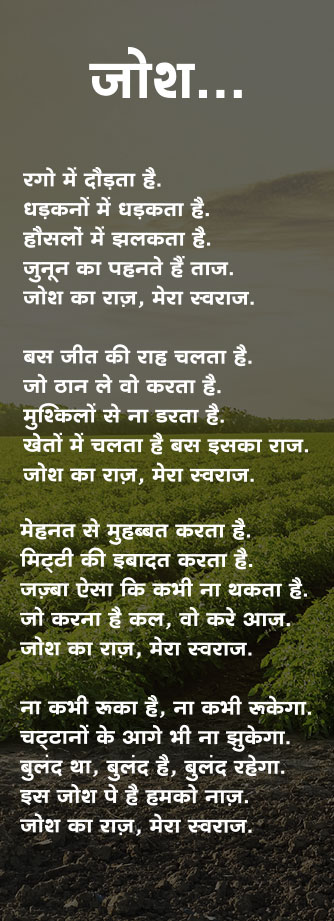 जोश...
रगो में दौड़ता है.
धड़कनों में धड़कता है.
हौसलों में झलकता है.
जुनून का पहनते हैं ताज.
जोश का राज़, मेरा स्वराज.
बस जीत की राह चलता है.
जो ठान ले वो करता है.
मुश्किलों से ना डरता है.
खेतों में चलता है बस इसका राज.
जोश का राज़, मेरा स्वराज.
मेहनत से मुहब्बत करता है.
मिट्टी की इबादत करता है.
जज़्बा ऐसा कि कभी ना थकता है.
जो करना है कल, वो करे आज.
जोश का राज़, मेरा स्वराज.
ना कभी रूका है, ना कभी रूकेगा.
चट्टानों के आगे भी ना झुकेगा.
बुलंद था, बुलंद है, बुलंद रहेगा.
इस जोश पे है हमको नाज़.
जोश का राज़, मेरा स्वराज.